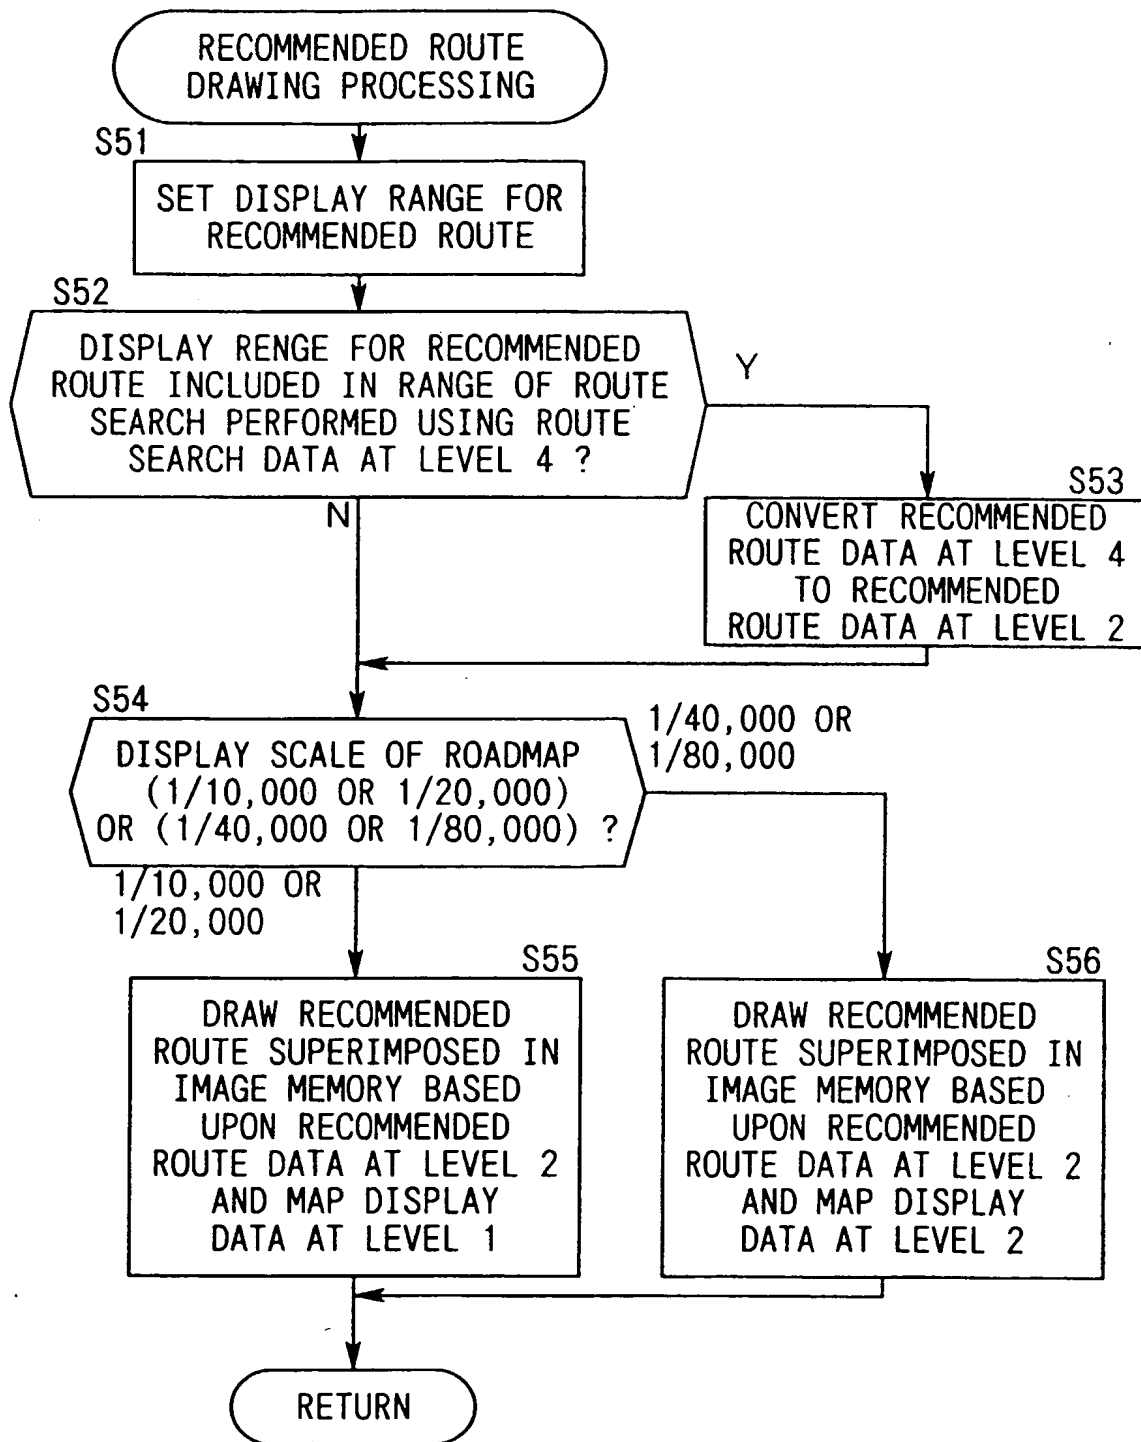 RECOMMENDED ROUTE
DRAWING PROCESSING
S51
SET DISPLAY RANGE FOR
RECOMMENDED ROUTE
S52
DISPLAY RENGE FOR RECOMMENDED
ROUTE INCLUDED IN RANGE OF ROUTE
SEARCH PERFORMED USING ROUTE
SEARCH DATA AT LEVEL 4 ?
Y
N
S53
CONVERT RECOMMENDED
ROUTE DATA AT LEVEL 4
TO RECOMMENDED
ROUTE DATA AT LEVEL 2
S54
DISPLAY SCALE OF ROADMAP
(1/10,000 OR 1/20,000)
OR (1/40,000 OR 1/80,000) ?
1/40,000 OR
1/80,000
1/10,000 OR
1/20,000
S55
DRAW RECOMMENDED
ROUTE SUPERIMPOSED IN
IMAGE MEMORY BASED
UPON RECOMMENDED
ROUTE DATA AT LEVEL 2
AND MAP DISPLAY
DATA AT LEVEL 1
S56
DRAW RECOMMENDED
ROUTE SUPERIMPOSED IN
IMAGE MEMORY BASED
UPON RECOMMENDED
ROUTE DATA AT LEVEL 2
AND MAP DISPLAY
DATA AT LEVEL 2
RETURN